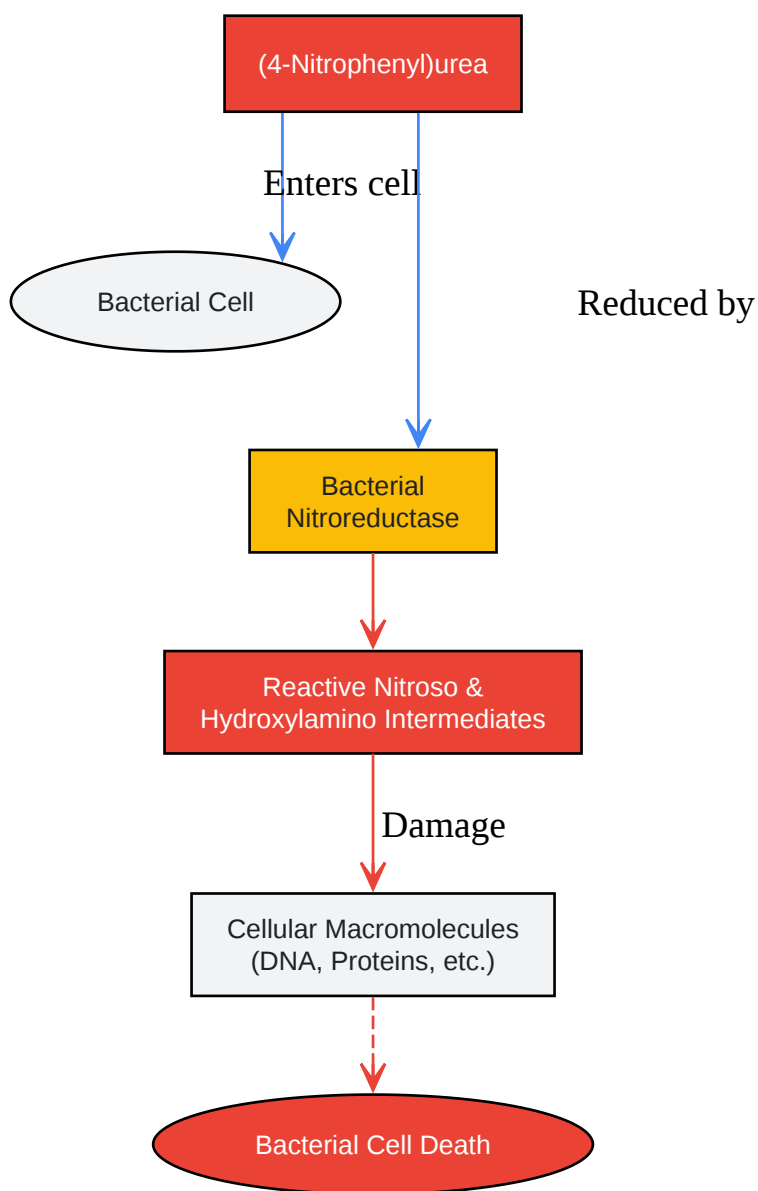 (4-Nitrophenyl)urea
Enters cell
Bacterial Cell
Reduced by
Bacterial
Nitroreductase
Reactive Nitroso &
Hydroxylamino Intermediates
Damage
Cellular Macromolecules
(DNA, Proteins, etc.)
Bacterial Cell Death